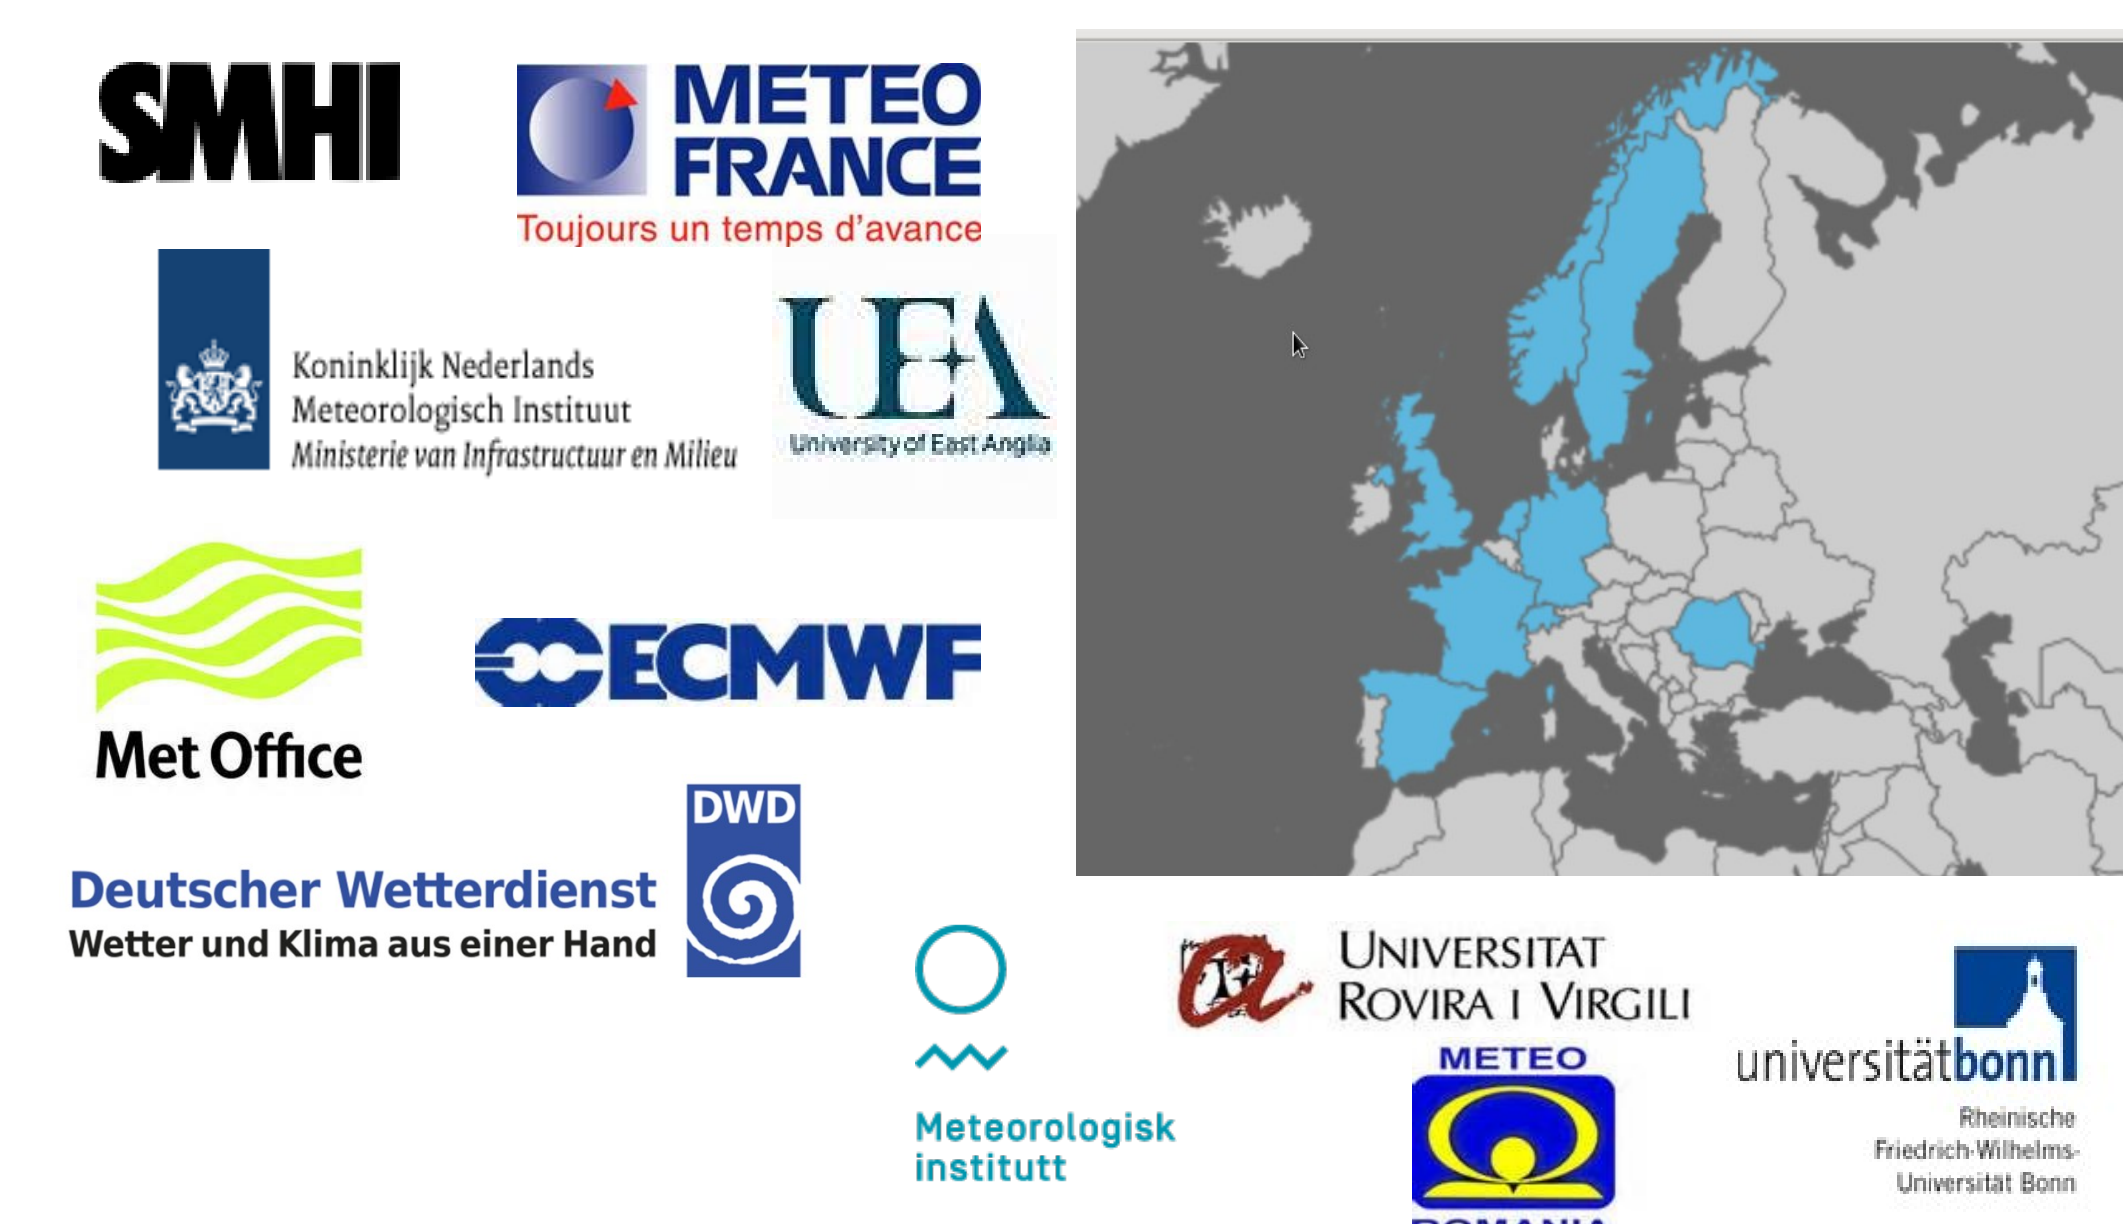 SMHI
METEO
FRANCE
Toujours un temps d'avance
Koninklijk Nederlands
Meteorologisch Instituut
Ministerie van Infrastructuur en Milieu
UEA
University of East Anglia
Met Office
ECMWF
DWD
Deutscher Wetterdienst
Wetter und Klima aus einer Hand
Meteorologisk
institutt
UNIVERSITAT
ROVIRA I VIRGILI
METEO
ROMANIA
universitätbonn
Rheinische
Friedrich-Wilhelms-
Universität Bonn